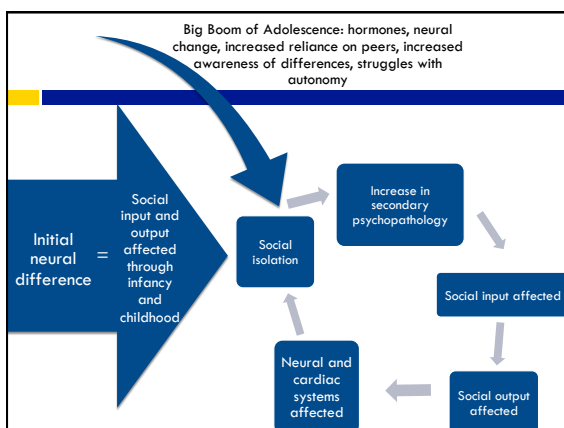 Big Boom of Adolescence: hormones, neural
change, increased reliance on peers, increased
awareness of differences, struggles with
autonomy
Initial
neural
difference
=
Social
input and
output
affected
through
infancy
and
childhood
Social
isolation
Increase in
secondary
psychopathology
Social input affected
Social output
affected
Neural and
cardiac
systems
affected